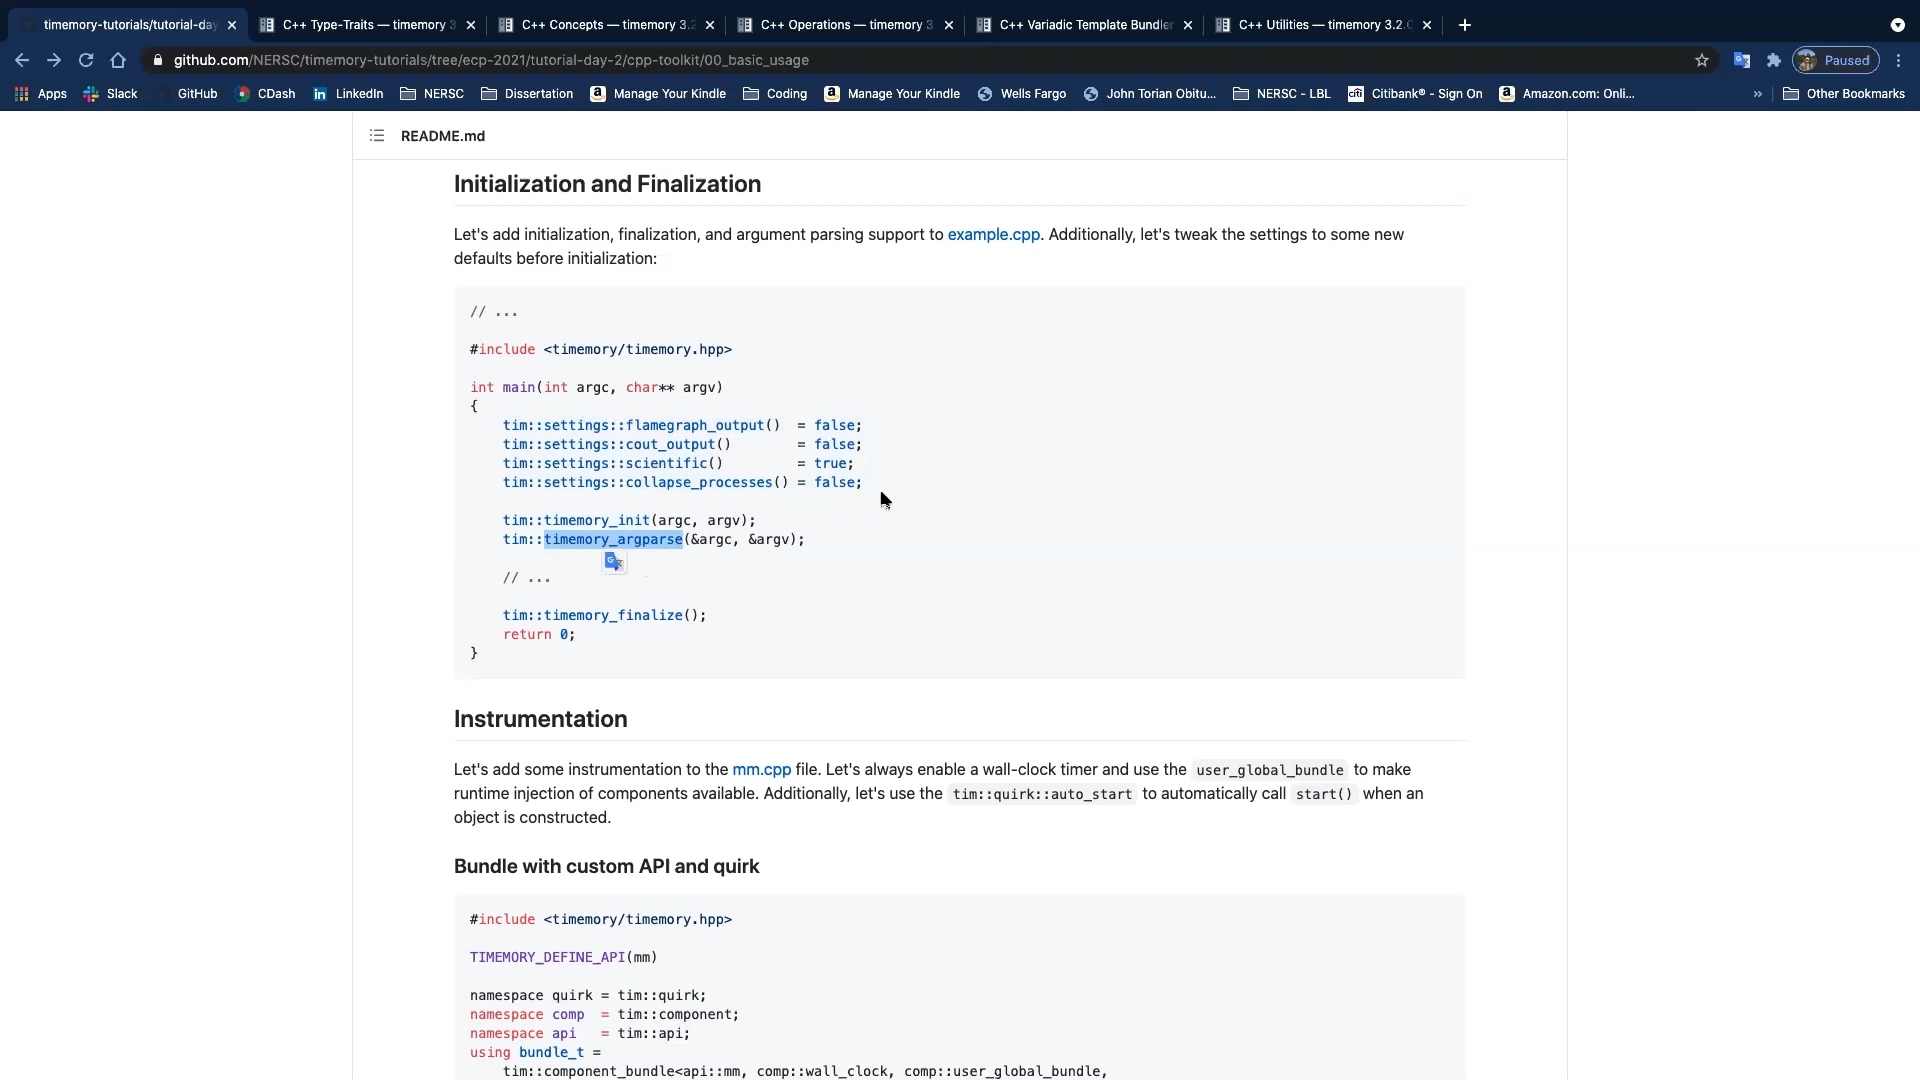 timemory-tutorials/tutorial-day
C++ Type-Traits — timemory 3
C++ Concepts — timemory 3.2
C++ Operations — timemory 3
C++ Variadic Template Bundler
C++ Utilities — timemory 3.2.0
github.com/NERSC/timemory-tutorials/tree/ecp-2021/tutorial-day-2/cpp-toolkit/00_basic_usage
Paused
Apps
Slack
GitHub
CDash
LinkedIn
NERSC
Dissertation
Manage Your Kindle
Coding
Manage Your Kindle
Wells Fargo
John Torian Obitu...
NERSC - LBL
Citibank® - Sign On
Amazon.com: Onli...
»
Other Bookmarks
README.md
Initialization and Finalization
Let's add initialization, finalization, and argument parsing support to example.cpp. Additionally, let's tweak the settings to some new
defaults before initialization:
// ...
#include <timemory/timemory.hpp>
int main(int argc, char** argv)
{
tim::settings::flamegraph_output() = false;
tim::settings::cout_output() = false;
tim::settings::scientific() = true;
tim::settings::collapse_processes() = false;
tim::timemory_init(argc, argv);
tim::timemory_argparse(&argc, &argv);
// ...
tim::timemory_finalize();
return 0;
}
Instrumentation
Let's add some instrumentation to the mm.cpp file. Let's always enable a wall-clock timer and use the user_global_bundle to make
runtime injection of components available. Additionally, let's use the tim::quirk::auto_start to automatically call start() when an
object is constructed.
Bundle with custom API and quirk
#include <timemory/timemory.hpp>
TIMEMORY_DEFINE_API(mm)
namespace quirk = tim::quirk;
namespace comp = tim::component;
namespace api = tim::api;
using bundle_t =
tim::component_bundle<api::mm, comp::wall_clock, comp::user_global_bundle,